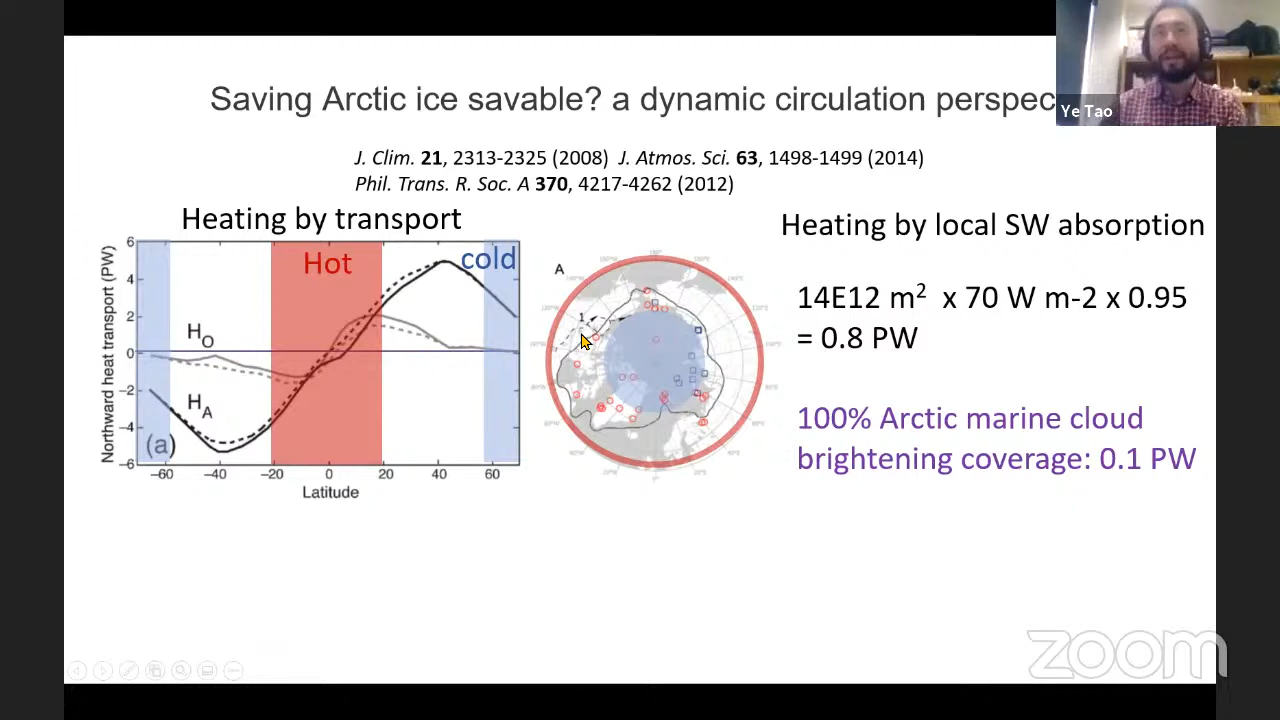 Saving Arctic ice savable? a dynamic circulation perspec
Ye Tao
J. Clim. 21, 2313-2325 (2008) J. Atmos. Sci. 63, 1498-1499 (2014)
Phil. Trans. R. Soc. A 370, 4217-4262 (2012)
Heating by transport
Northward heat transport (PW)
6
4
2
0
−2
−4
−6
Hot
cold
HO
HA
(a)
−60 −40 −20 0 20 40 60
Latitude
A
1
Heating by local SW absorption
14E12 m2 x 70 W m-2 x 0.95
= 0.8 PW
100% Arctic marine cloud
brightening coverage: 0.1 PW
zoom